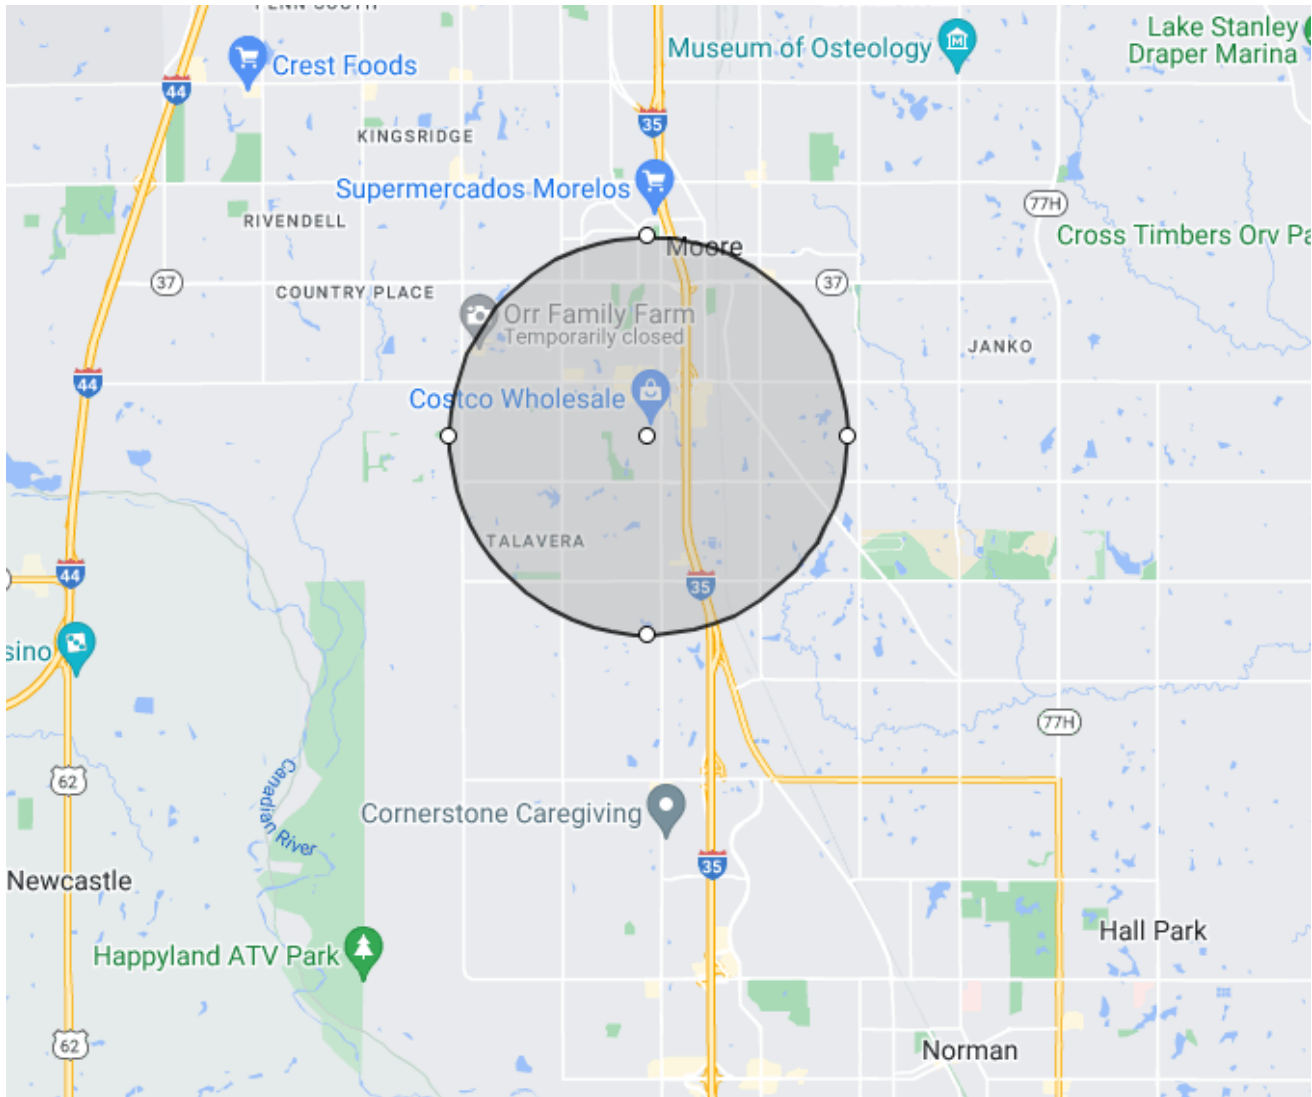 PENN SOUTH
Lake Stanley
Draper Marina
Museum of Osteology
Crest Foods
44
35
KINGSRIDGE
Supermercados Morelos
77H
RIVENDELL
Cross Timbers Orv Pa
Moore
37
37
COUNTRY PLACE
Orr Family Farm
Temporarily closed
JANKO
44
Costco Wholesale
TALAVERA
44
35
sino
77H
62
Canadian River
Cornerstone Caregiving
35
Newcastle
Hall Park
Happyland ATV Park
62
Norman